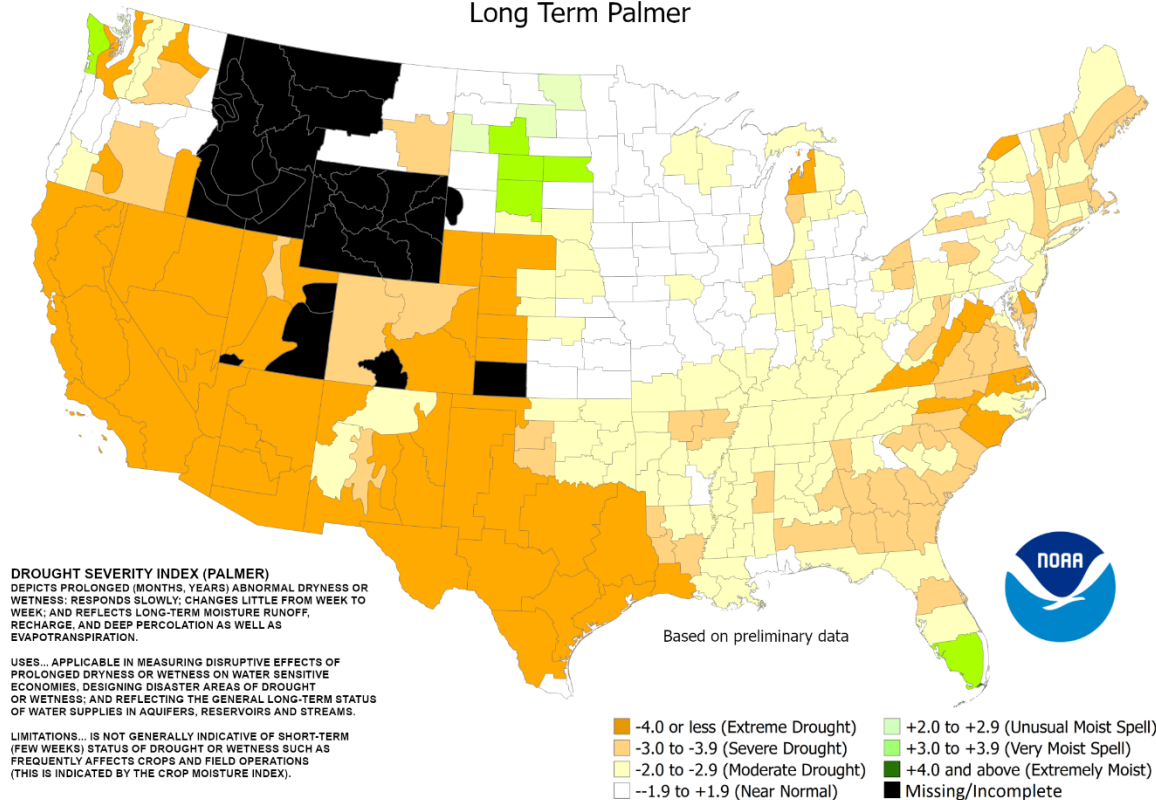 Long Term Palmer
DROUGHT SEVERITY INDEX (PALMER)
DEPICTS PROLONGED (MONTHS, YEARS) ABNORMAL DRYNESS OR
WETNESS: RESPONDS SLOWLY; CHANGES LITTLE FROM WEEK TO
WEEK; AND REFLECTS LONG-TERM MOISTURE RUNOFF,
RECHARGE, AND DEEP PERCOLATION AS WELL AS
EVAPOTRANSPIRATION.
USES... APPLICABLE IN MEASURING DISRUPTIVE EFFECTS OF
PROLONGED DRYNESS OR WETNESS ON WATER SENSITIVE
ECONOMIES, DESIGNING DISASTER AREAS OF DROUGHT
OR WETNESS; AND REFLECTING THE GENERAL LONG-TERM STATUS
OF WATER SUPPLIES IN AQUIFERS, RESERVOIRS AND STREAMS.
LIMITATIONS... IS NOT GENERALLY INDICATIVE OF SHORT-TERM
(FEW WEEKS) STATUS OF DROUGHT OR WETNESS SUCH AS
FREQUENTLY AFFECTS CROPS AND FIELD OPERATIONS
(THIS IS INDICATED BY THE CROP MOISTURE INDEX).
NOAA
Based on preliminary data
-4.0 or less (Extreme Drought)
-3.0 to -3.9 (Severe Drought)
-2.0 to -2.9 (Moderate Drought)
--1.9 to +1.9 (Near Normal)
+2.0 to +2.9 (Unusual Moist Spell)
+3.0 to +3.9 (Very Moist Spell)
+4.0 and above (Extremely Moist)
Missing/Incomplete